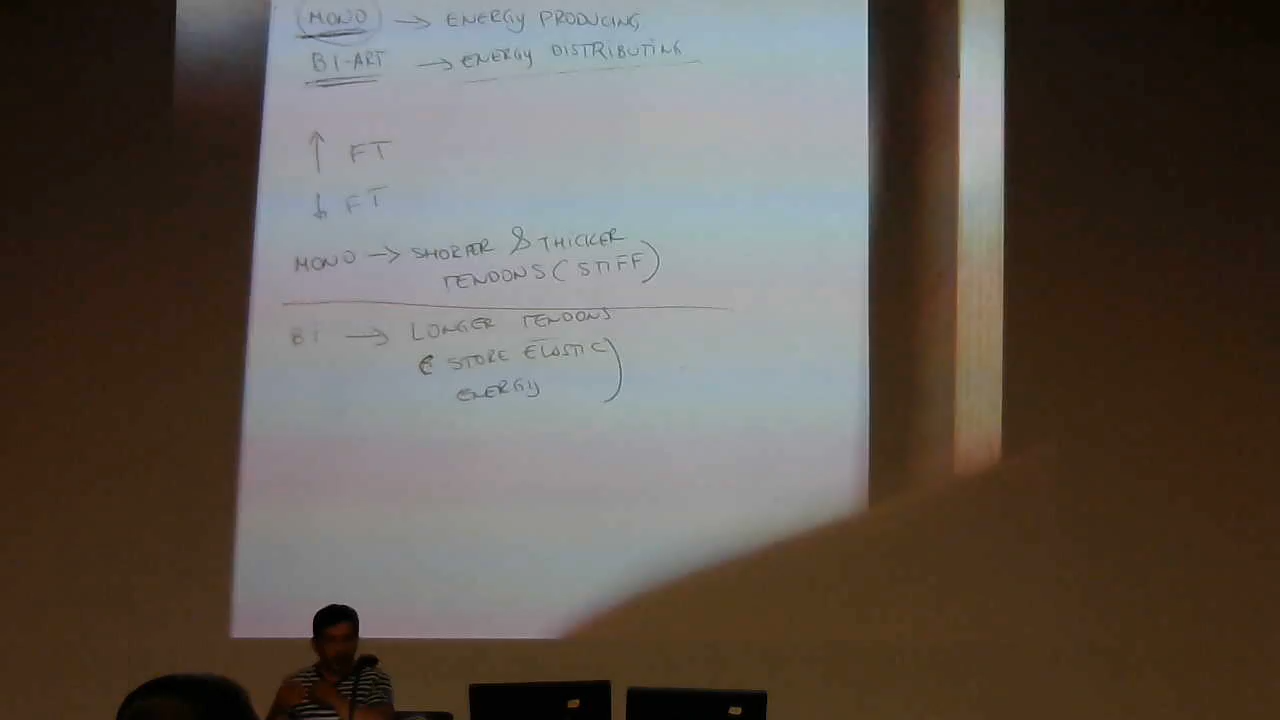 MONO → ENERGY PRODUCING
BI-ART → ENERGY DISTRIBUTING
↑ FT
↓ FT
MONO → SHORTER & THICKER
TENDONS (STIFF)
BI → LONGER TENDONS
( STORE ELASTIC
ENERGY )